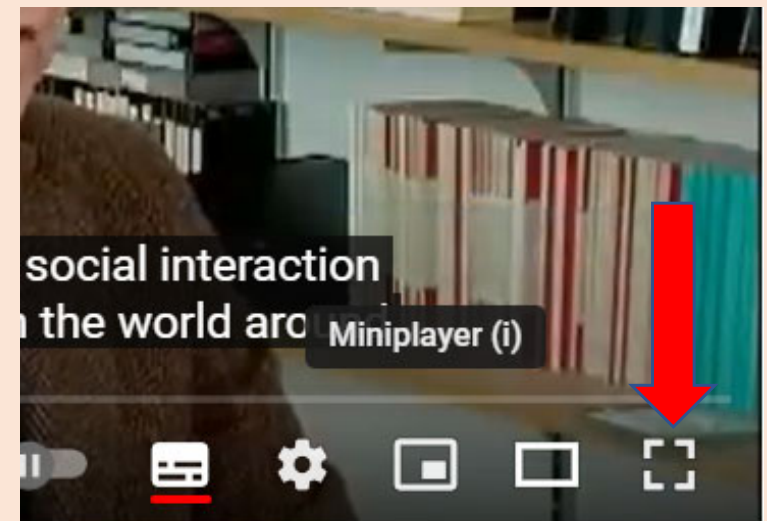 social interaction
the world aro
Miniplayer (i)